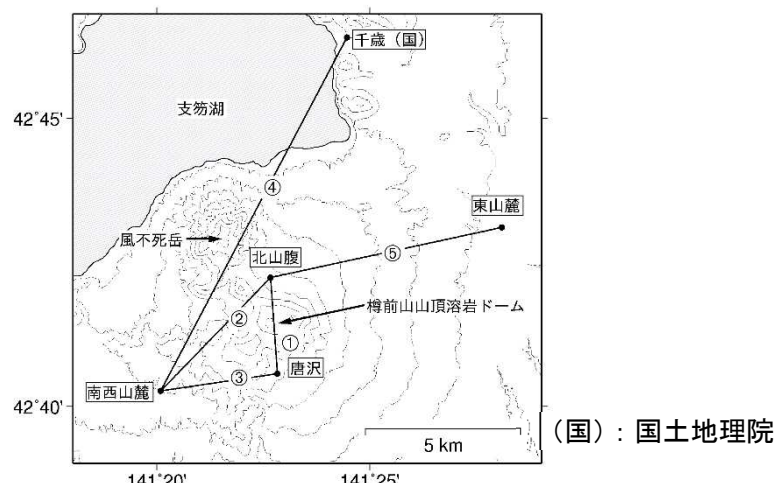 千歳（国）
42˚45'
支笏湖
④
東山麓
風不死岳
北山腹
⑤
樽前山山頂溶岩ドーム
②
①
唐沢
③
南西山麓
42˚40'
5 km
（国）：国土地理院
141˚20'
141˚25'